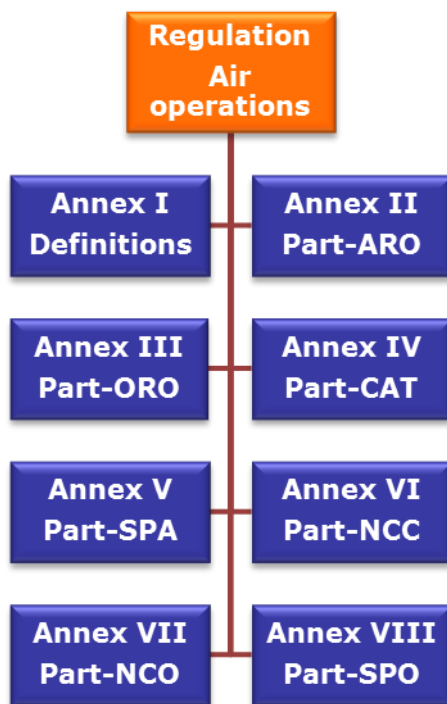 Regulation
Air
operations
Annex I
Definitions
Annex II
Part-ARO
Annex III
Part-ORO
Annex IV
Part-CAT
Annex V
Part-SPA
Annex VI
Part-NCC
Annex VII
Part-NCO
Annex VIII
Part-SPO